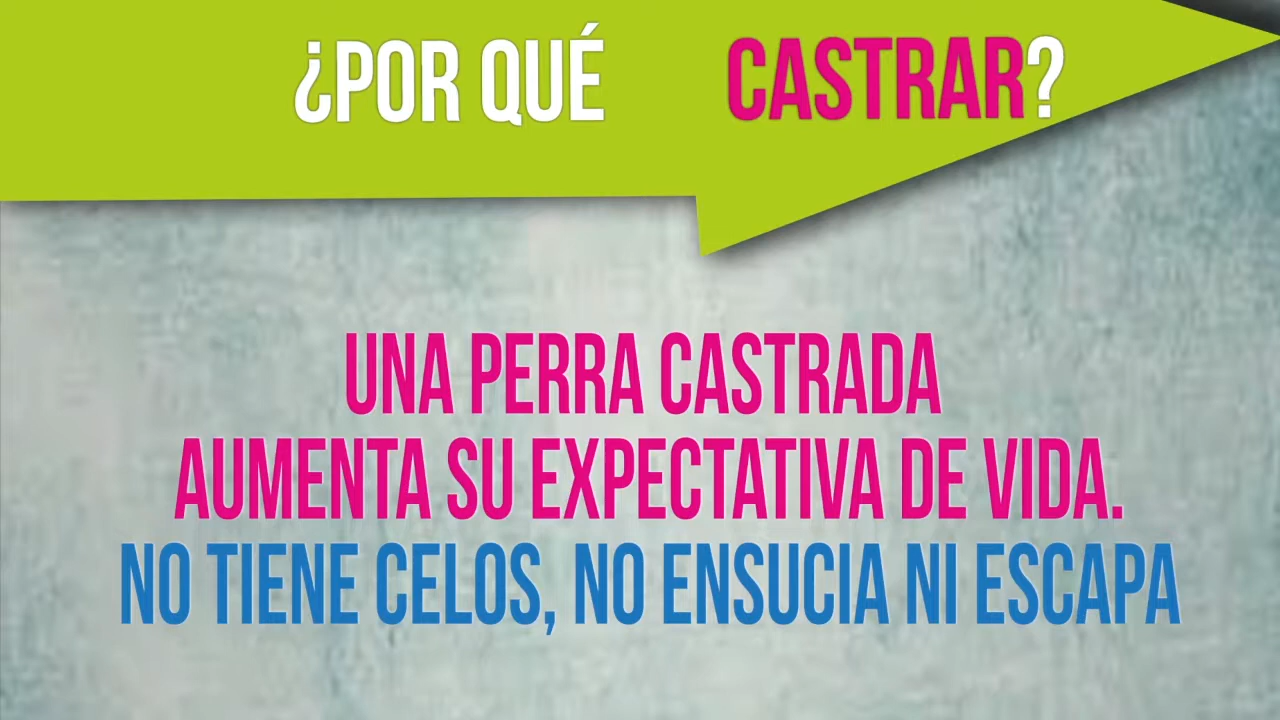 ¿POR QUÉ CASTRAR?
UNA PERRA CASTRADA
AUMENTA SU EXPECTATIVA DE VIDA.
NO TIENE CELOS, NO ENSUCIA NI ESCAPA